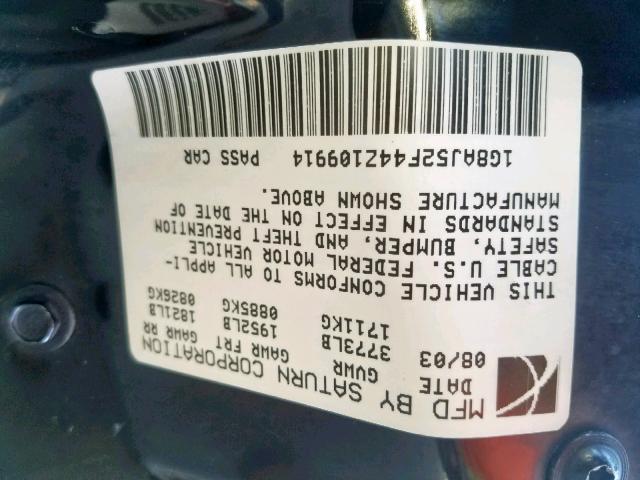 MFD BY SATURN CORPORATION
DATE GVWR GAWR FRT GAWR RR
08/03 3773LB 1952LB 1821LB
1711KG 0885KG 0826KG
THIS VEHICLE CONFORMS TO ALL APPLI-
CABLE U.S. FEDERAL MOTOR VEHICLE
SAFETY, BUMPER, AND THEFT PREVENTION
STANDARDS IN EFFECT ON THE DATE OF
MANUFACTURE SHOWN ABOVE.
1G8AJ52F44Z109914 PASS CAR